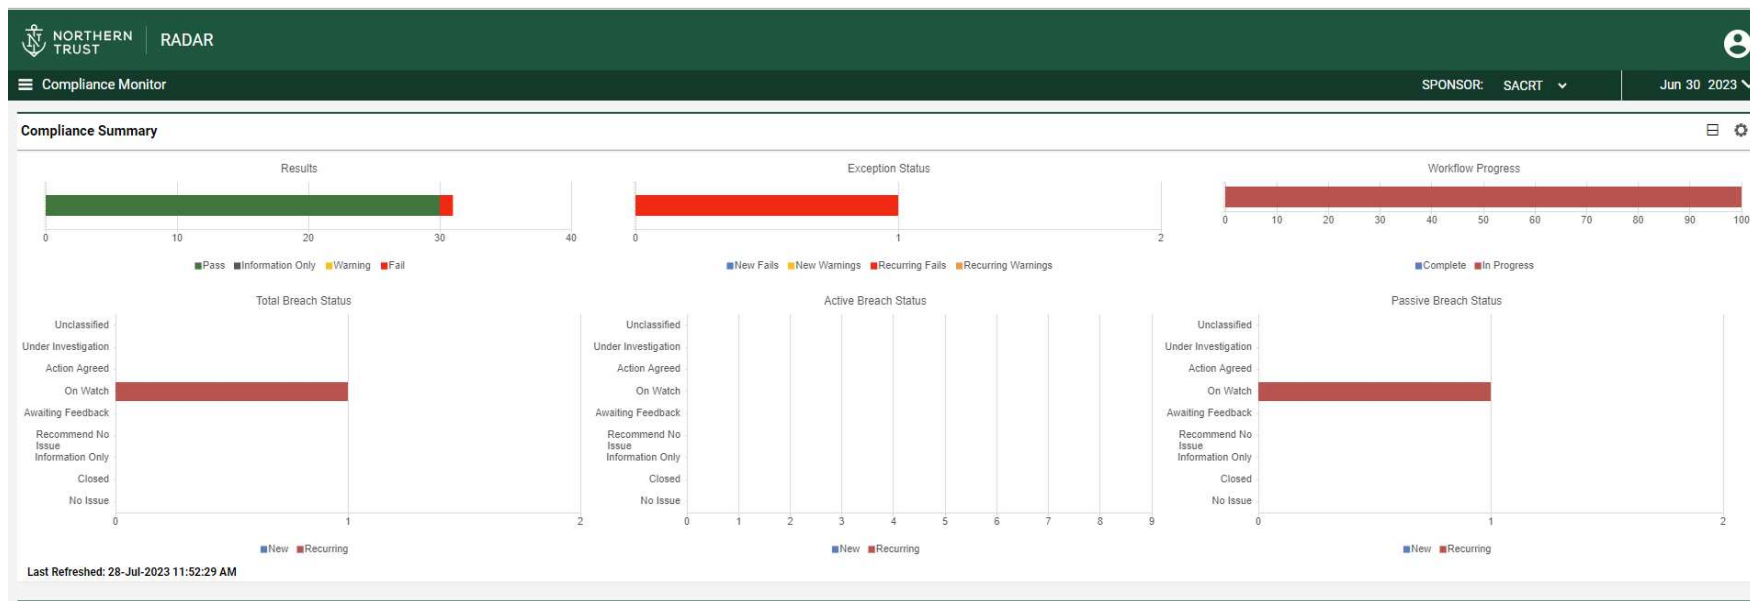 NORTHERN TRUST RADAR
Compliance Monitor SPONSOR: SACRT Jun 30 2023
Compliance Summary
Results
0 10 20 30 40
Pass Information Only Warning Fail
Exception Status
0 1 2
New Fails New Warnings Recurring Fails Recurring Warnings
Workflow Progress
0 10 20 30 40 50 60 70 80 90 100
Complete In Progress
Total Breach Status
Unclassified
Under Investigation
Action Agreed
On Watch
Awaiting Feedback
Recommend No
Issue
Information Only
Closed
No Issue
0 1 2
New Recurring
Active Breach Status
Unclassified
Under Investigation
Action Agreed
On Watch
Awaiting Feedback
Recommend No
Issue
Information Only
Closed
No Issue
0 1 2 3 4 5 6 7 8 9
New Recurring
Passive Breach Status
Unclassified
Under Investigation
Action Agreed
On Watch
Awaiting Feedback
Recommend No
Issue
Information Only
Closed
No Issue
0 1 2
New Recurring
Last Refreshed: 28-Jul-2023 11:52:29 AM